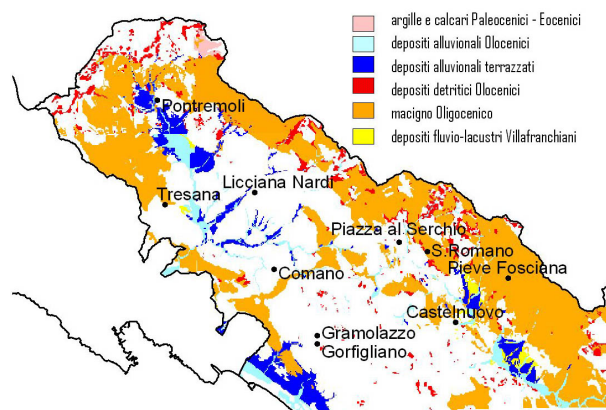 argille e calcari Paleocenici - Eocenici
depositi alluvionali Olocenici
depositi alluvionali terrazzati
depositi detritici Olocenici
macigno Oligocenico
depositi fluvio-lacustri Villafranchiani
Pontremoli
Licciana Nardi
Tresana
Piazza al Serchio
S.Romano
Pieve Fosciana
Comano
Castelnuovo
Gramolazzo
Gorfigliano